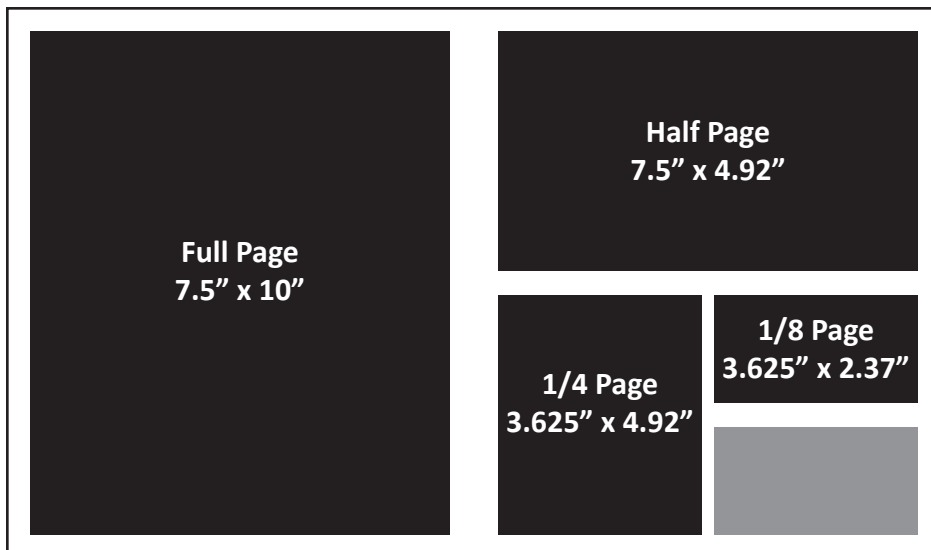 Full Page
7.5” x 10”
Half Page
7.5” x 4.92”
1/4 Page
3.625” x 4.92”
1/8 Page
3.625” x 2.37”